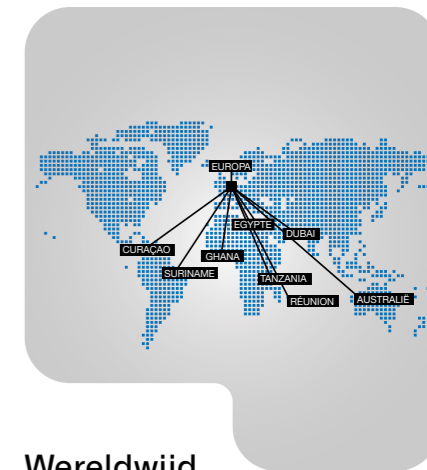 EUROPA
EGYPTE
DUBAI
CURAÇAO
GHANA
SURINAME
TANZANIA
RÉUNION
AUSTRALIË
Wereldwijd